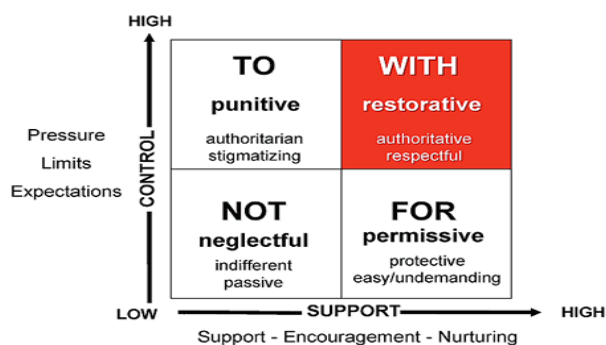 HIGH
TO
punitive
authoritarian
stigmatizing
WITH
restorative
authoritative
respectful
Pressure
Limits
Expectations
CONTROL
NOT
neglectful
indifferent
passive
FOR
permissive
protective
easy/undemanding
LOW
SUPPORT
HIGH
Support - Encouragement - Nurturing